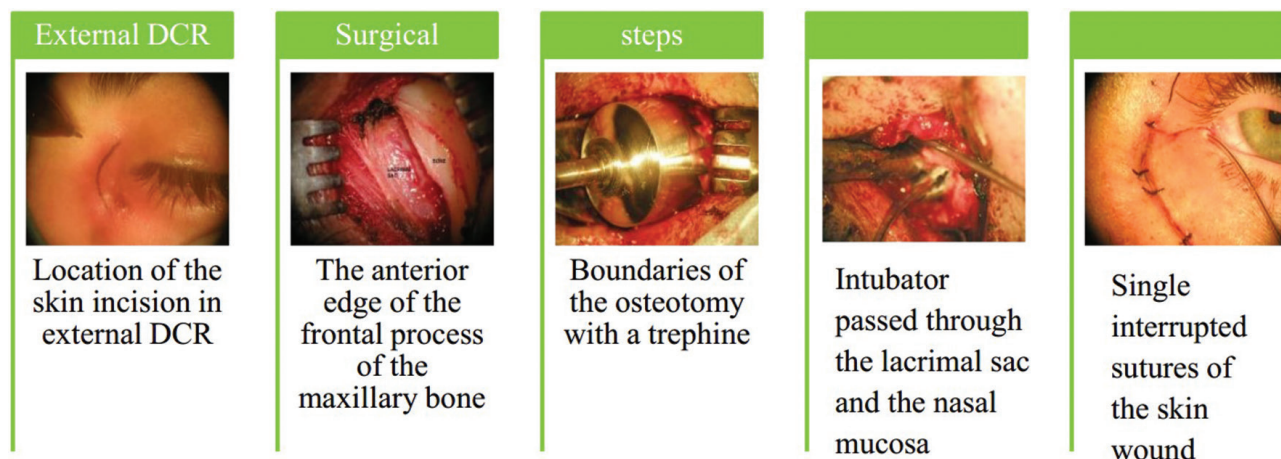 External DCR
Surgical
steps
Location of the
skin incision in
external DCR
The anterior
edge of the
frontal process
of the
maxillary bone
Boundaries of
the osteotomy
with a trephine
Intubator
passed through
the lacrimal sac
and the nasal
mucosa
Single
interrupted
sutures of
the skin
wound